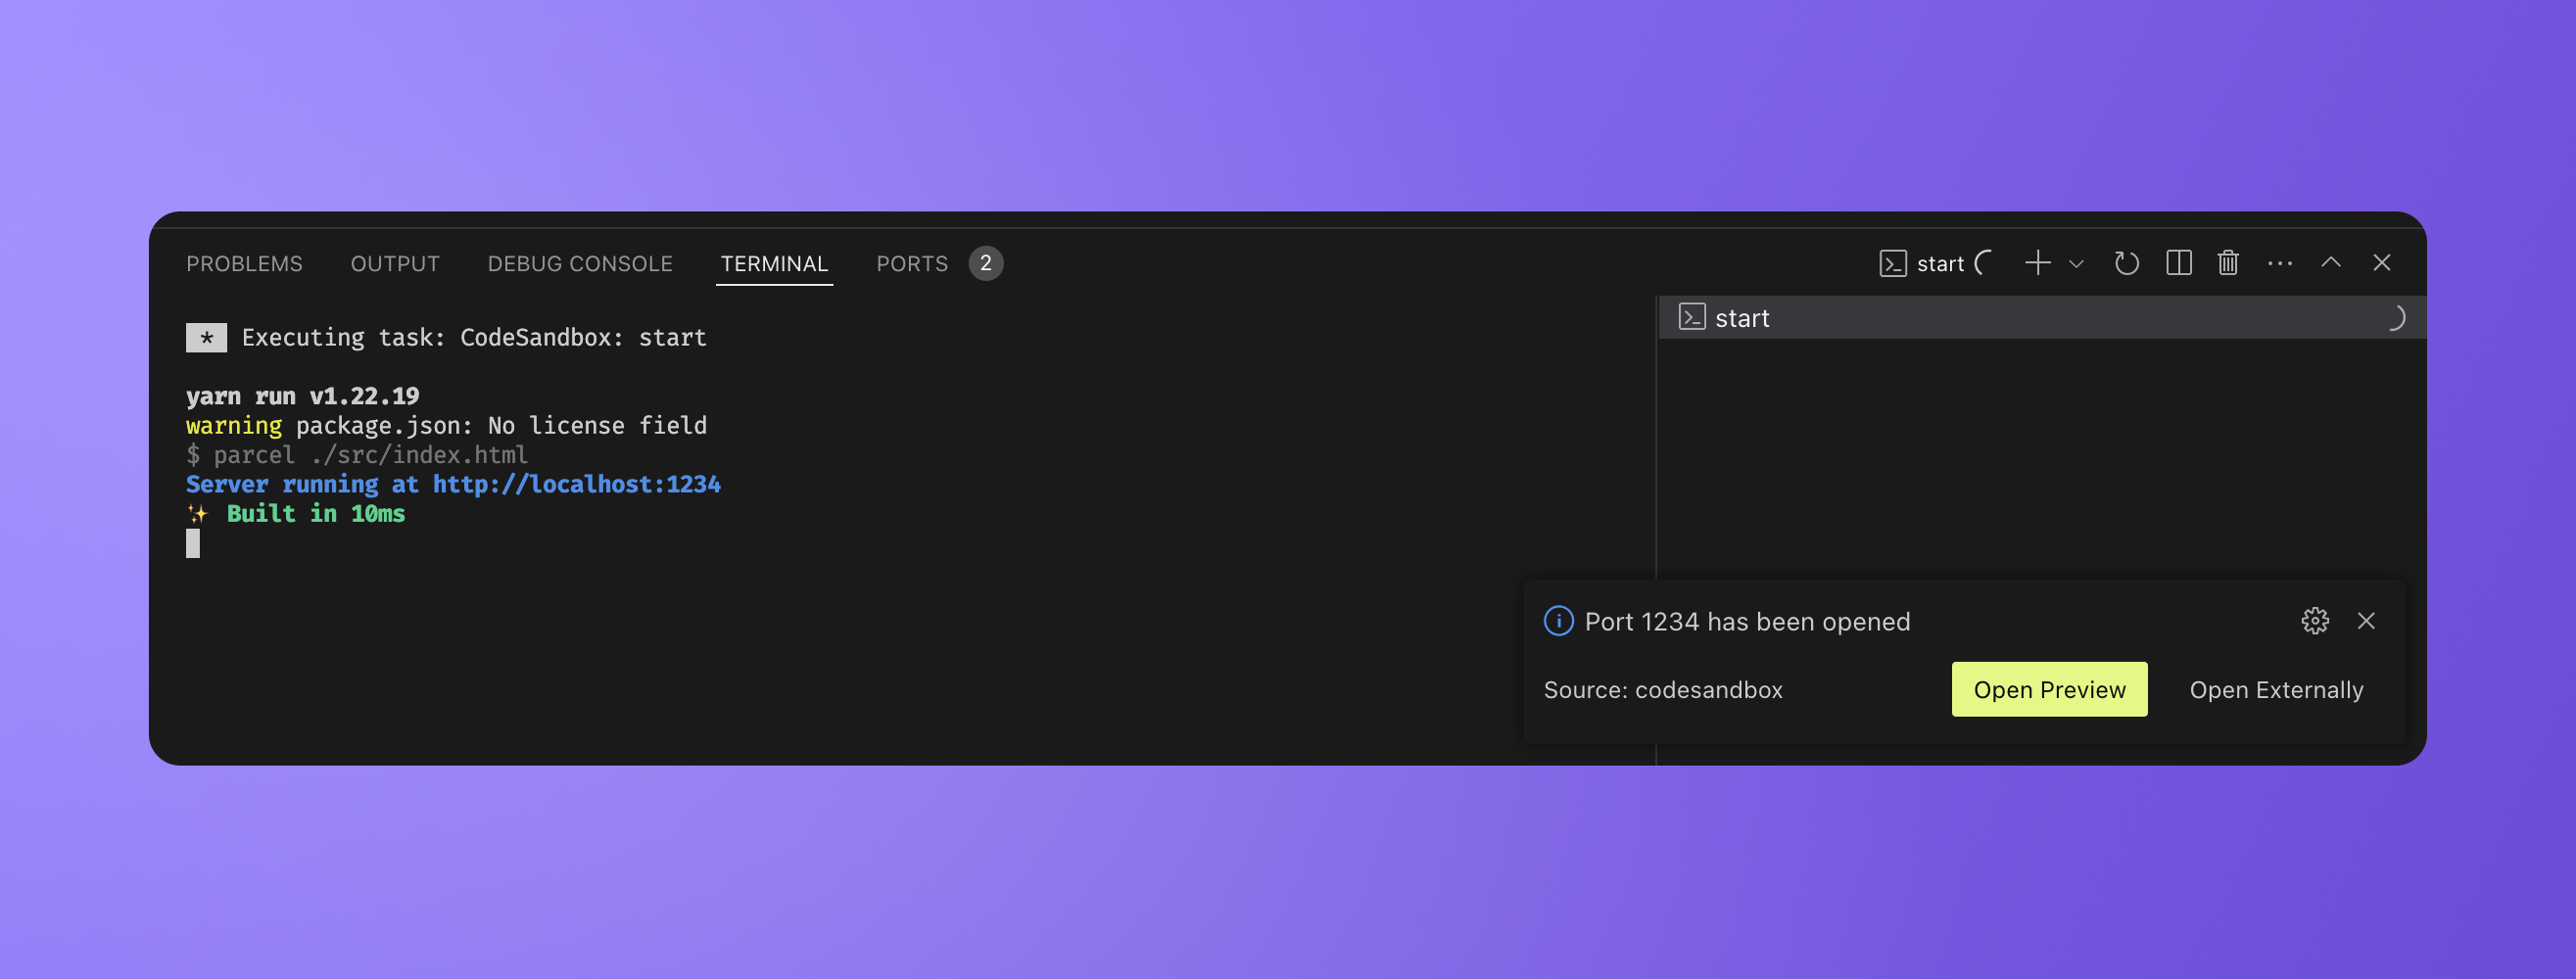 PROBLEMS OUTPUT DEBUG CONSOLE TERMINAL PORTS 2 start
* Executing task: CodeSandbox: start
start
yarn run v1.22.19
warning package.json: No license field
$ parcel ./src/index.html
Server running at http://localhost:1234
✨ Built in 10ms
Port 1234 has been opened
Source: codesandbox Open Preview Open Externally